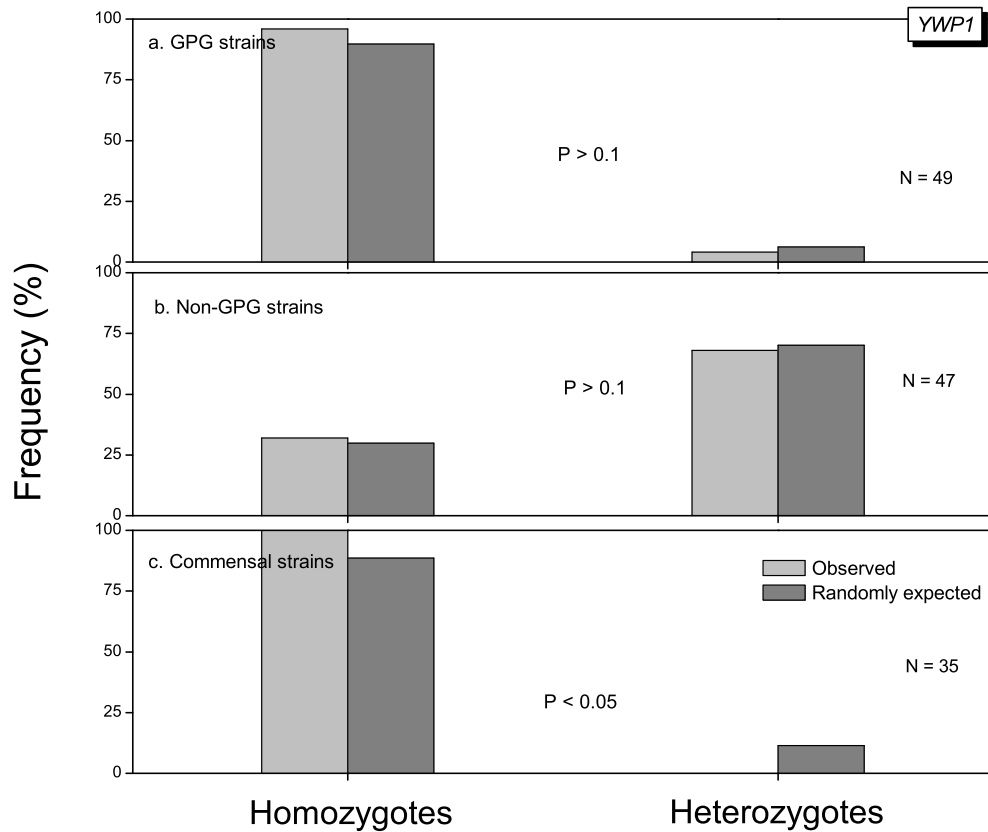 YWP1
Frequency (%)
100
75
50
25
0
a. GPG strains
P > 0.1
N = 49
100
75
50
25
0
b. Non-GPG strains
P > 0.1
N = 47
100
75
50
25
0
c. Commensal strains
Observed
Randomly expected
N = 35
P < 0.05
Homozygotes
Heterozygotes